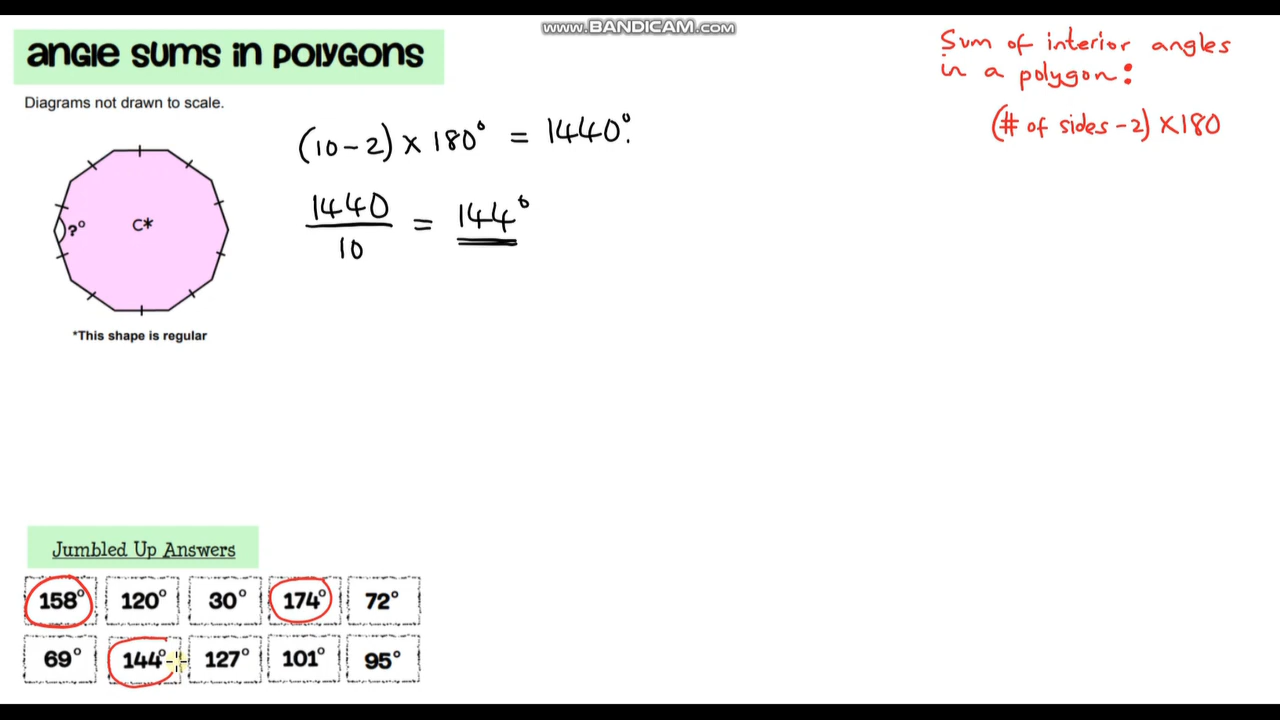 www.BANDICAM.com
ANGLE SUMS IN POLYGONS
Sum of interior angles
in a polygon:
(# of sides - 2) × 180
Diagrams not drawn to scale.
(10 - 2) × 180° = 1440°.
1440
10
= 144°
?°
C*
*This shape is regular
Jumbled Up Answers
158° 120° 30° 174° 72°
69° 144° 127° 101° 95°